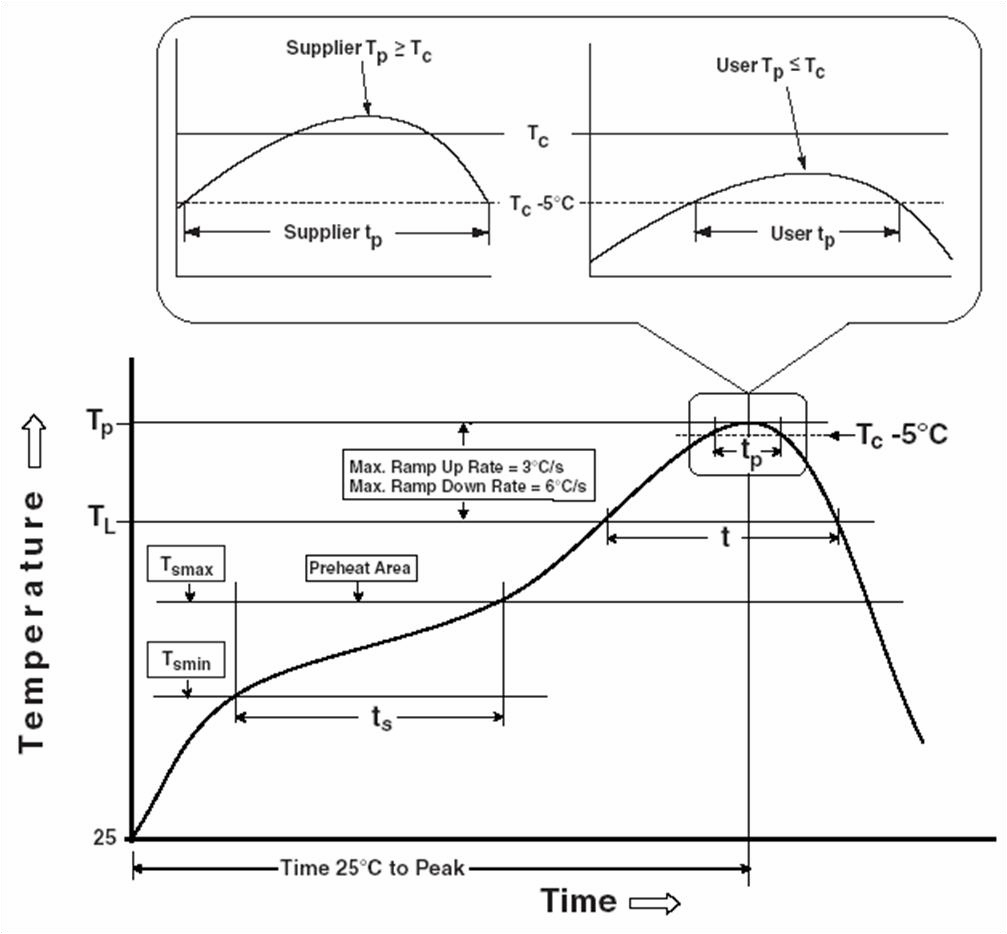 Supplier Tp ≥ Tc
User Tp ≤ Tc
Tc
Tc -5°C
Supplier tp
User tp
Tp
Tc -5°C
tp
Max. Ramp Up Rate = 3°C/s
Max. Ramp Down Rate = 6°C/s
TL
t
Tsmax
Preheat Area
Tsmin
ts
Temperature
25
Time 25°C to Peak
Time